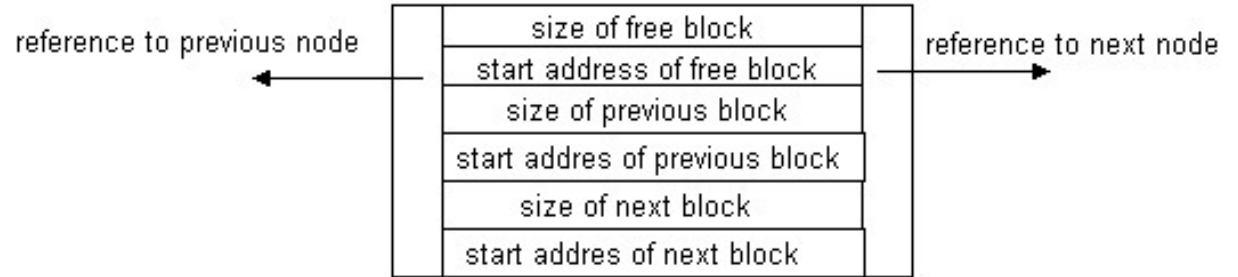 reference to previous node
size of free block
start address of free block
size of previous block
start addres of previous block
size of next block
start addres of next block
reference to next node